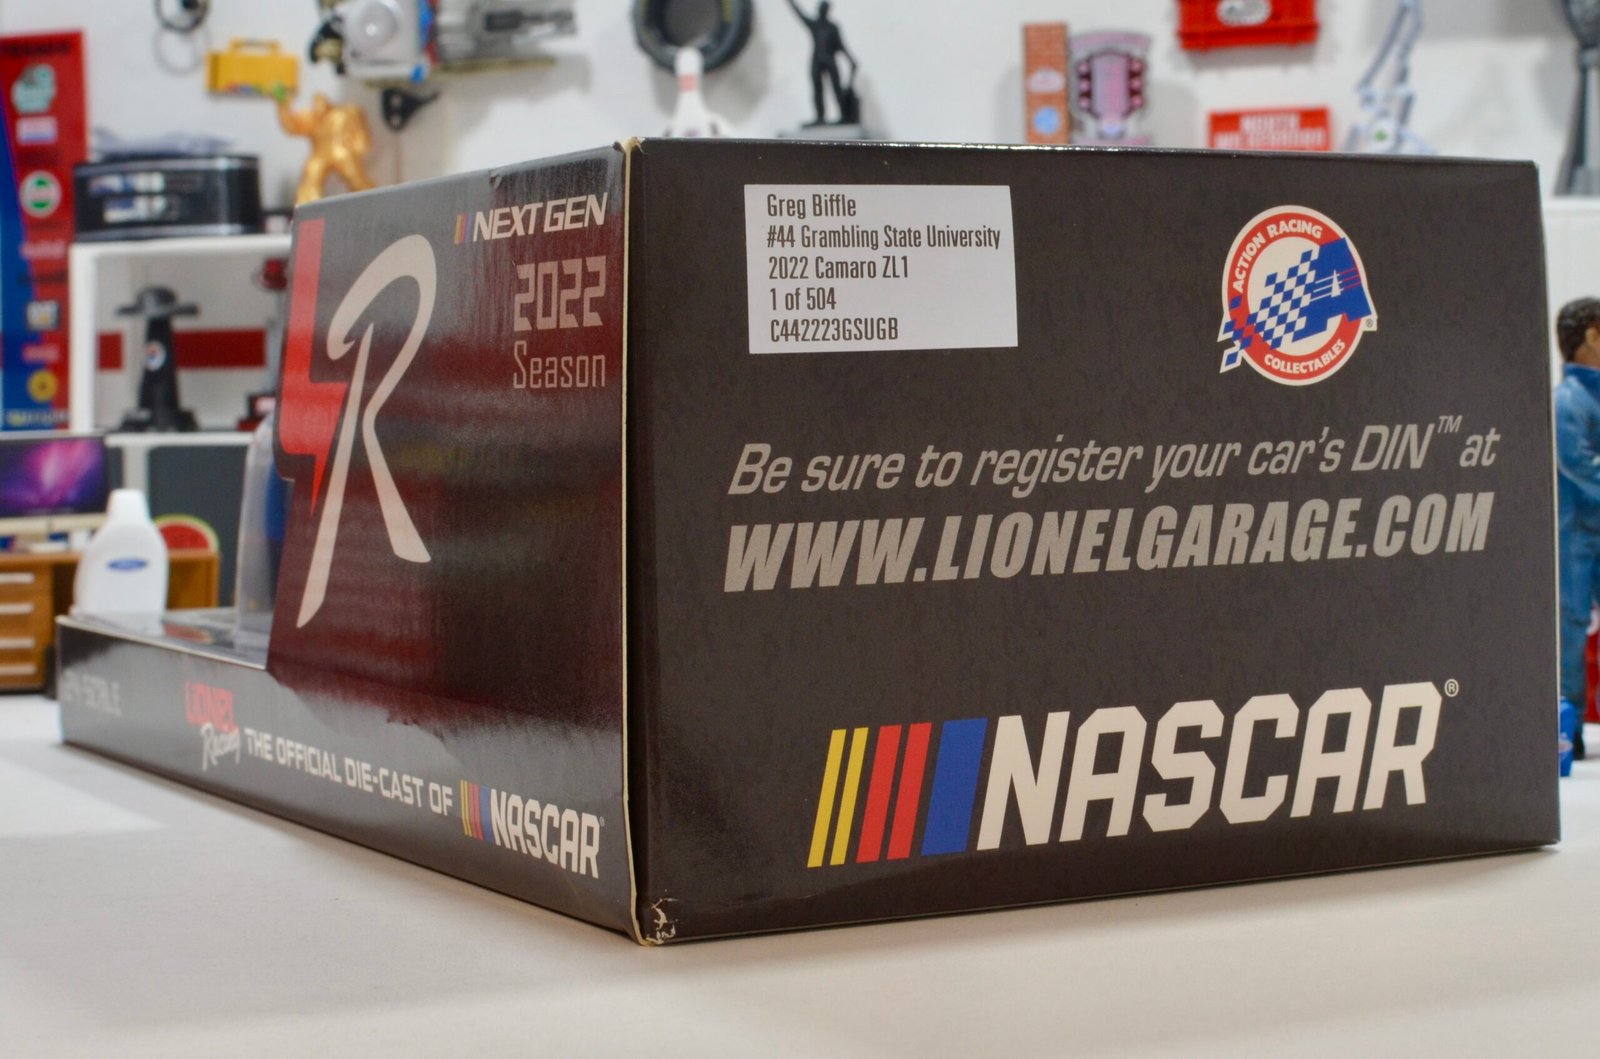 NEXTGEN
2022
Season
LR
LIONEL
Racing
THE OFFICIAL DIE-CAST OF
NASCAR®
Greg Biffle
#44 Grambling State University
2022 Camaro ZL1
1 of 504
C442223GSUGB
ACTION RACING
COLLECTABLES
®
Be sure to register your car's DIN™ at
WWW.LIONELGARAGE.COM
NASCAR®